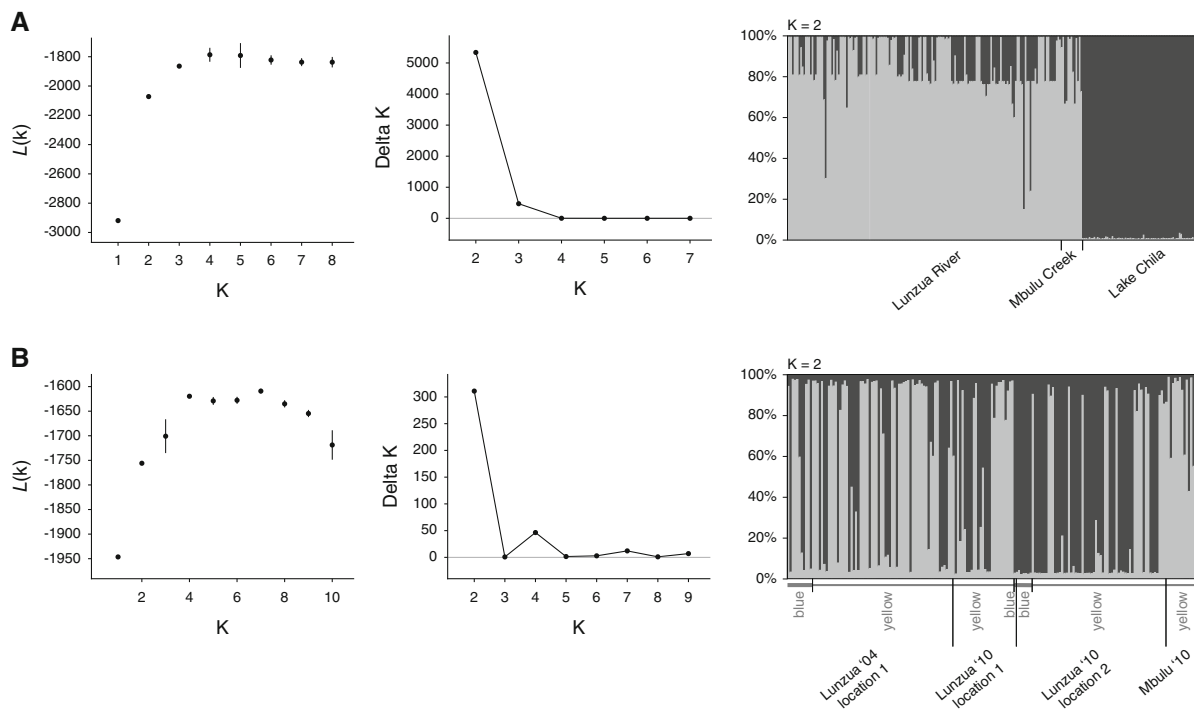 A
L(k)
-1800
-2000
-2200
-2400
-2600
-2800
-3000
1 2 3 4 5 6 7 8
K
Delta K
5000
4000
3000
2000
1000
0
2 3 4 5 6 7
K
K = 2
100%
80%
60%
40%
20%
0%
Lunzua River
Mbulu Creek
Lake Chila
B
L(k)
-1600
-1650
-1700
-1750
-1800
-1850
-1900
-1950
2 4 6 8 10
K
Delta K
300
250
200
150
100
50
0
2 3 4 5 6 7 8 9
K
K = 2
100%
80%
60%
40%
20%
0%
blue
yellow
yellow
blue
blue
yellow
yellow
Lunzua ‘04
location 1
Lunzua ‘10
location 1
Lunzua ‘10
location 2
Mbulu ‘10